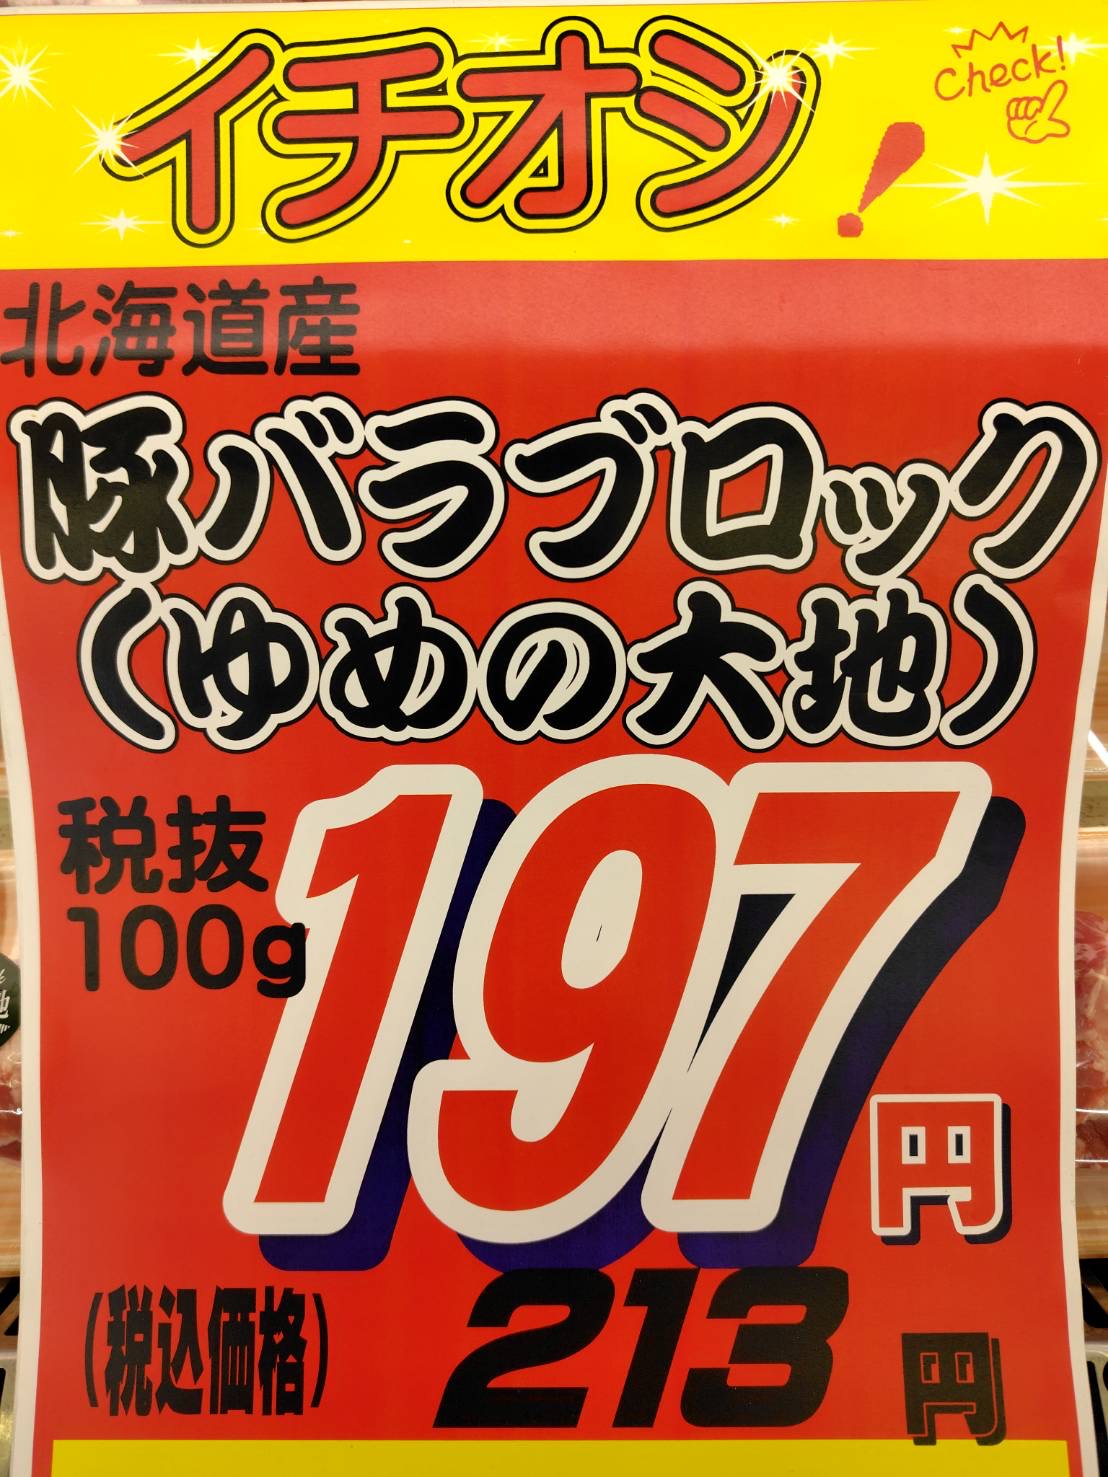 イチオシ!
Check!
北海道産
豚バラブロック
(ゆめの大地)
税抜
100g
197円
(税込価格) 213円
地